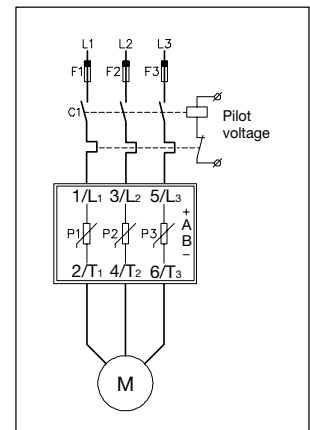 L1 L2 L3
F1 F2 F3
C1
Pilot
voltage
1/L1 3/L2 5/L3
+
P1 P2 P3 A
B
−
2/T1 4/T2 6/T3
M